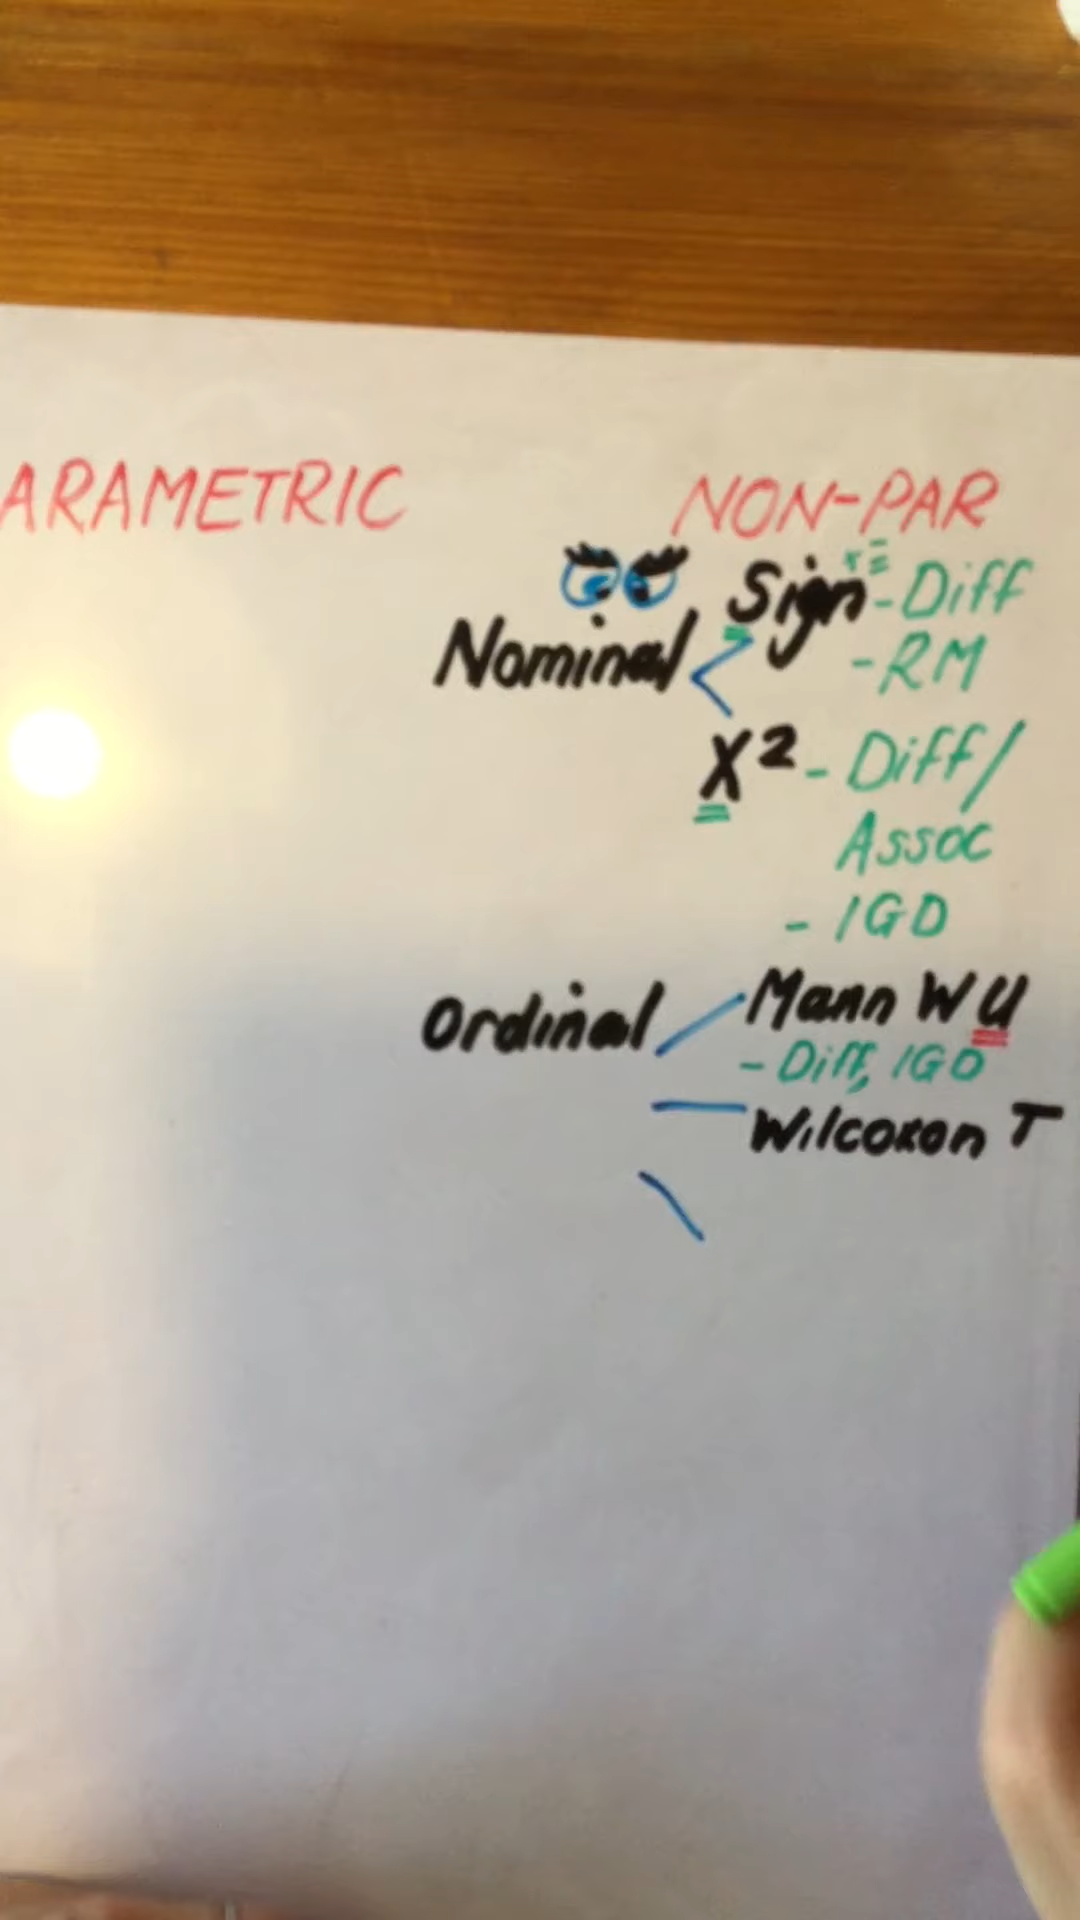 ARAMETRIC
NON-PAR
Sign - Diff
- RM
Nominal
X² - Diff/
Assoc
- IGD
Ordinal
Mann W U
- Diff, IGD
Wilcoxon T